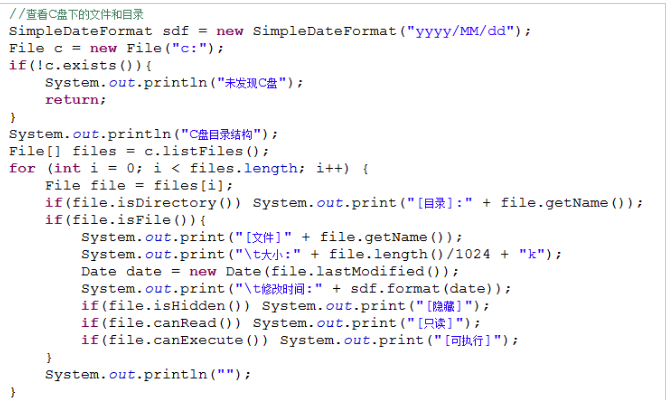 //查看C盘下的文件和目录
SimpleDateFormat sdf = new SimpleDateFormat("yyyy/MM/dd");
File c = new File("c:");
if(!c.exists()){
    System.out.println("未发现C盘");
    return;
}
System.out.println("C盘目录结构");
File[] files = c.listFiles();
for (int i = 0; i < files.length; i++) {
    File file = files[i];
    if(file.isDirectory()) System.out.print("[目录]:" + file.getName());
    if(file.isFile()){
        System.out.print("[文件]" + file.getName());
        System.out.print("\t大小:" + file.length()/1024 + "k");
        Date date = new Date(file.lastModified());
        System.out.print("\t修改时间:" + sdf.format(date));
        if(file.isHidden()) System.out.print("[隐藏]");
        if(file.canRead()) System.out.print("[只读]");
        if(file.canExecute()) System.out.print("[可执行]");
    }
    System.out.println("");
}